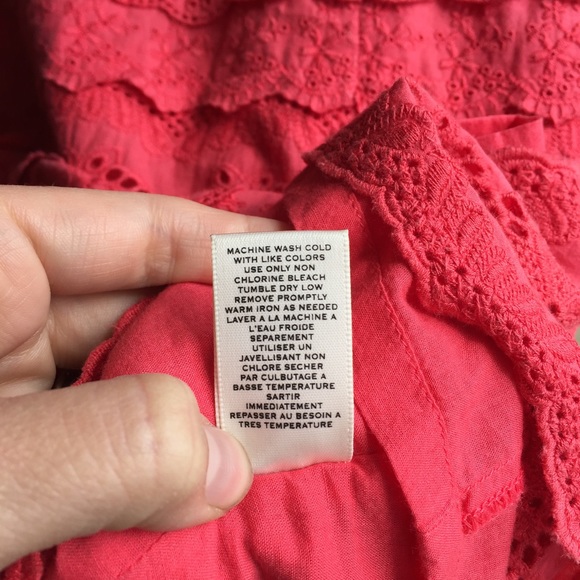 MACHINE WASH COLD
WITH LIKE COLORS
USE ONLY NON
CHLORINE BLEACH
TUMBLE DRY LOW
REMOVE PROMPTLY
WARM IRON AS NEEDED
LAVER A LA MACHINE A
L'EAU FROIDE
SEPAREMENT
UTILISER UN
JAVELLISANT NON
CHLORE SECHER
PAR CULBUTAGE A
BASSE TEMPERATURE
SARTIR
IMMEDIATEMENT
REPASSER AU BESOIN A
TRES TEMPERATURE